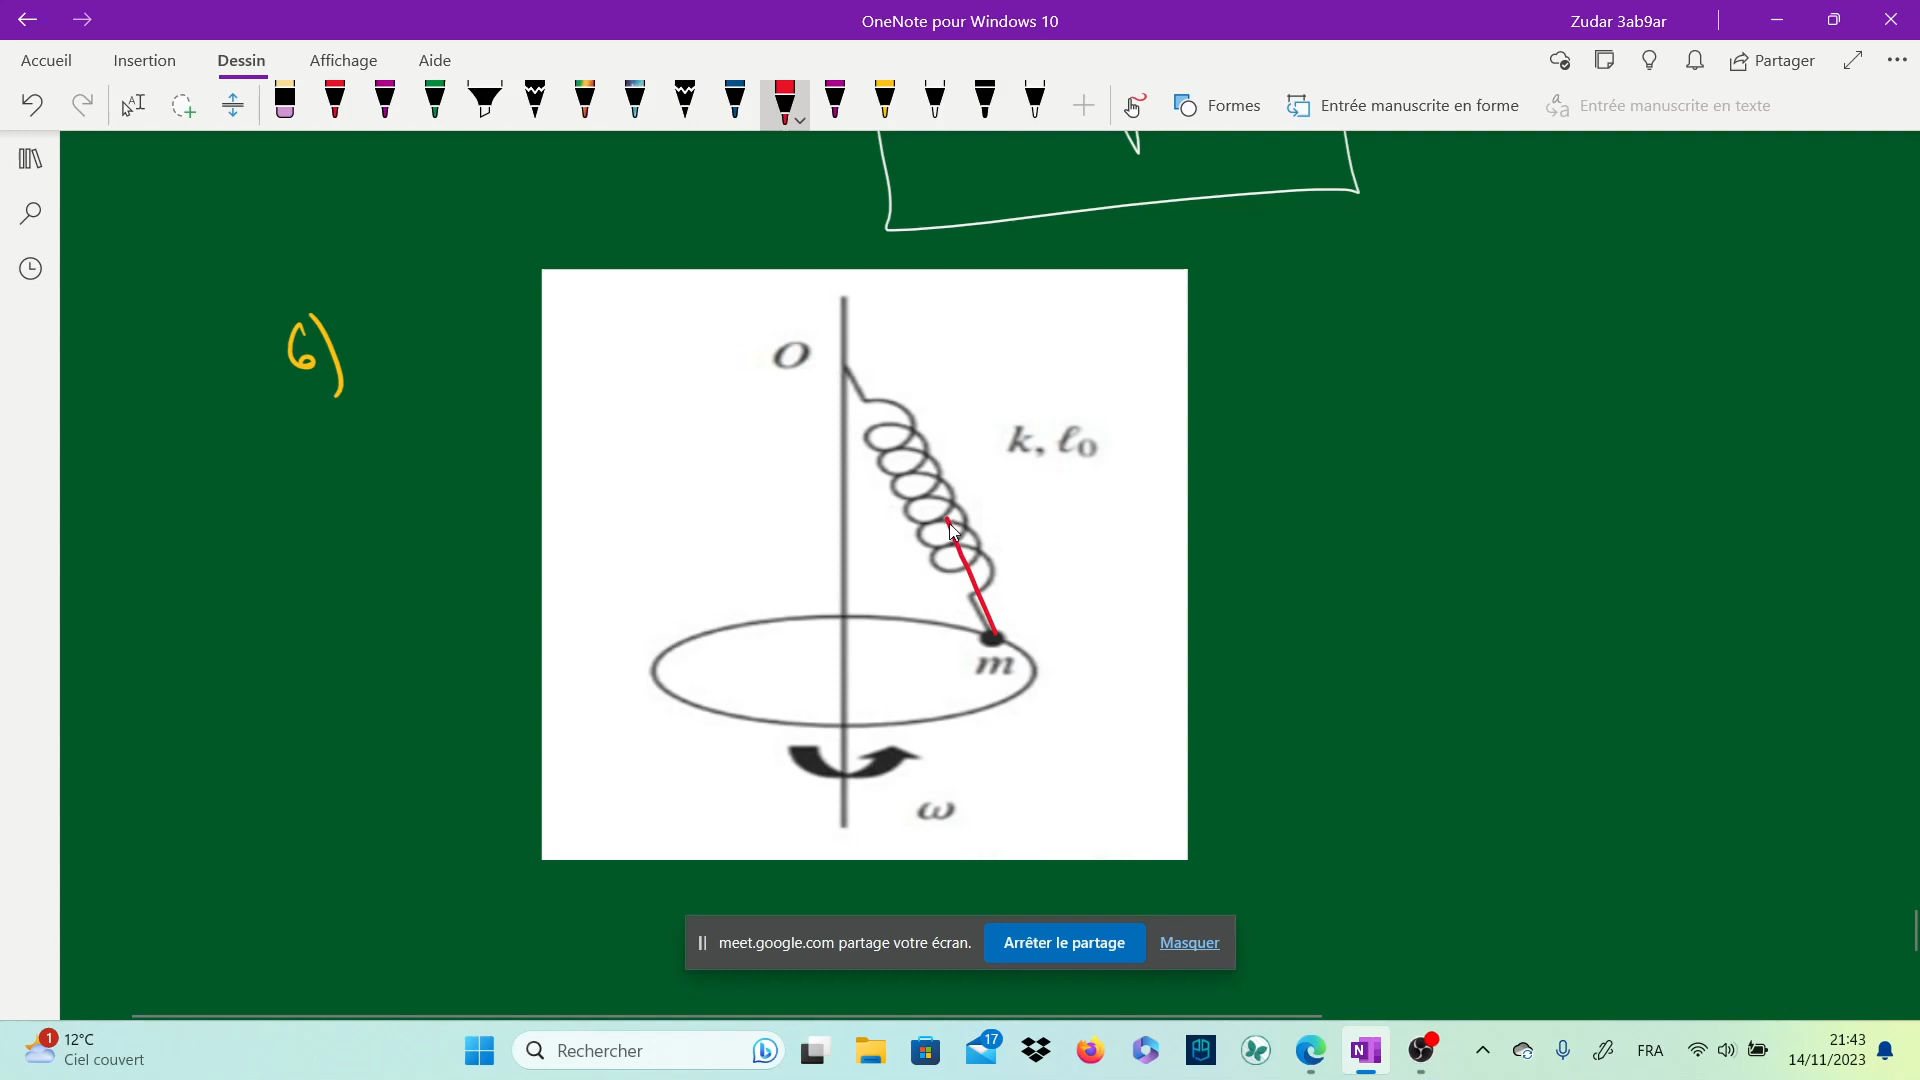 OneNote pour Windows 10
Zudar 3ab9ar
Accueil
Insertion
Dessin
Affichage
Aide
Partager
Formes
Entrée manuscrite en forme
Entrée manuscrite en texte
6)
O
k, ℓ0
m
ω
meet.google.com partage votre écran.
Arrêter le partage
Masquer
1
12°C
Ciel couvert
Rechercher
17
FRA
21:43
14/11/2023